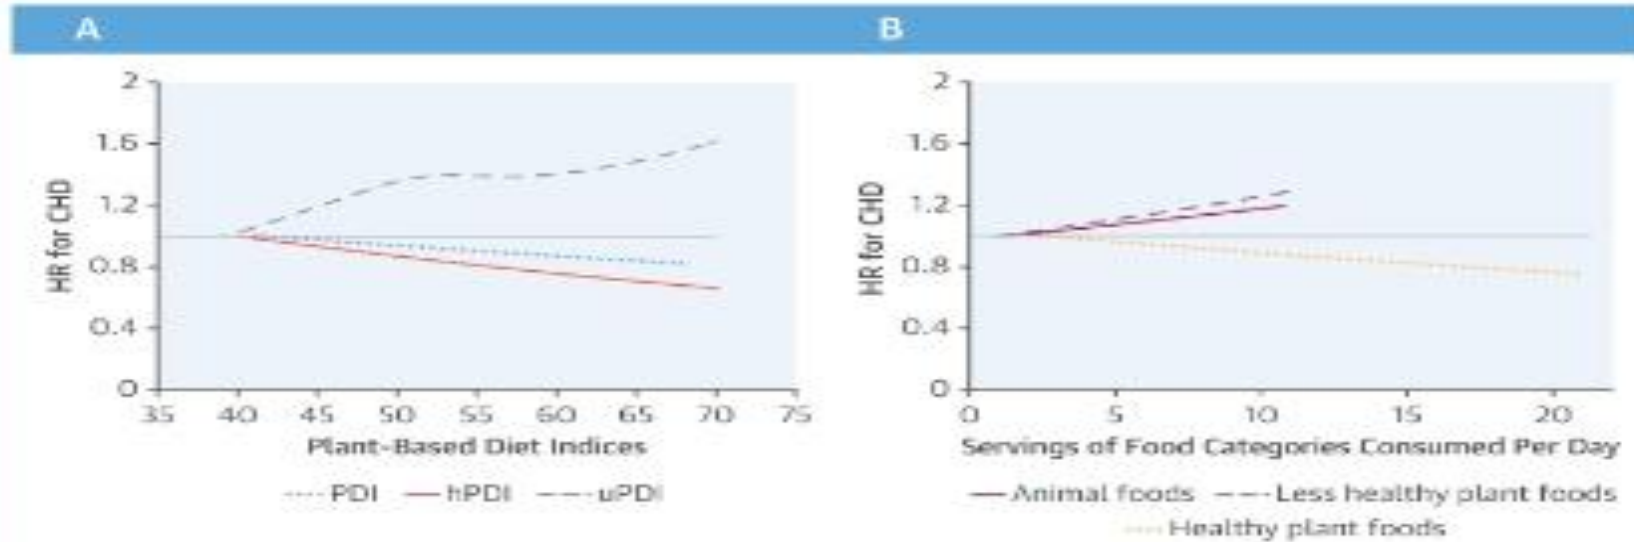 A
B
2
1.6
1.2
0.8
0.4
0
HR for CHD
35 40 45 50 55 60 65 70 75
Plant-Based Diet Indices
PDI hPDI uPDI
2
1.6
1.2
0.8
0.4
0
HR for CHD
0 5 10 15 20
Servings of Food Categories Consumed Per Day
Animal foods Less healthy plant foods
Healthy plant foods